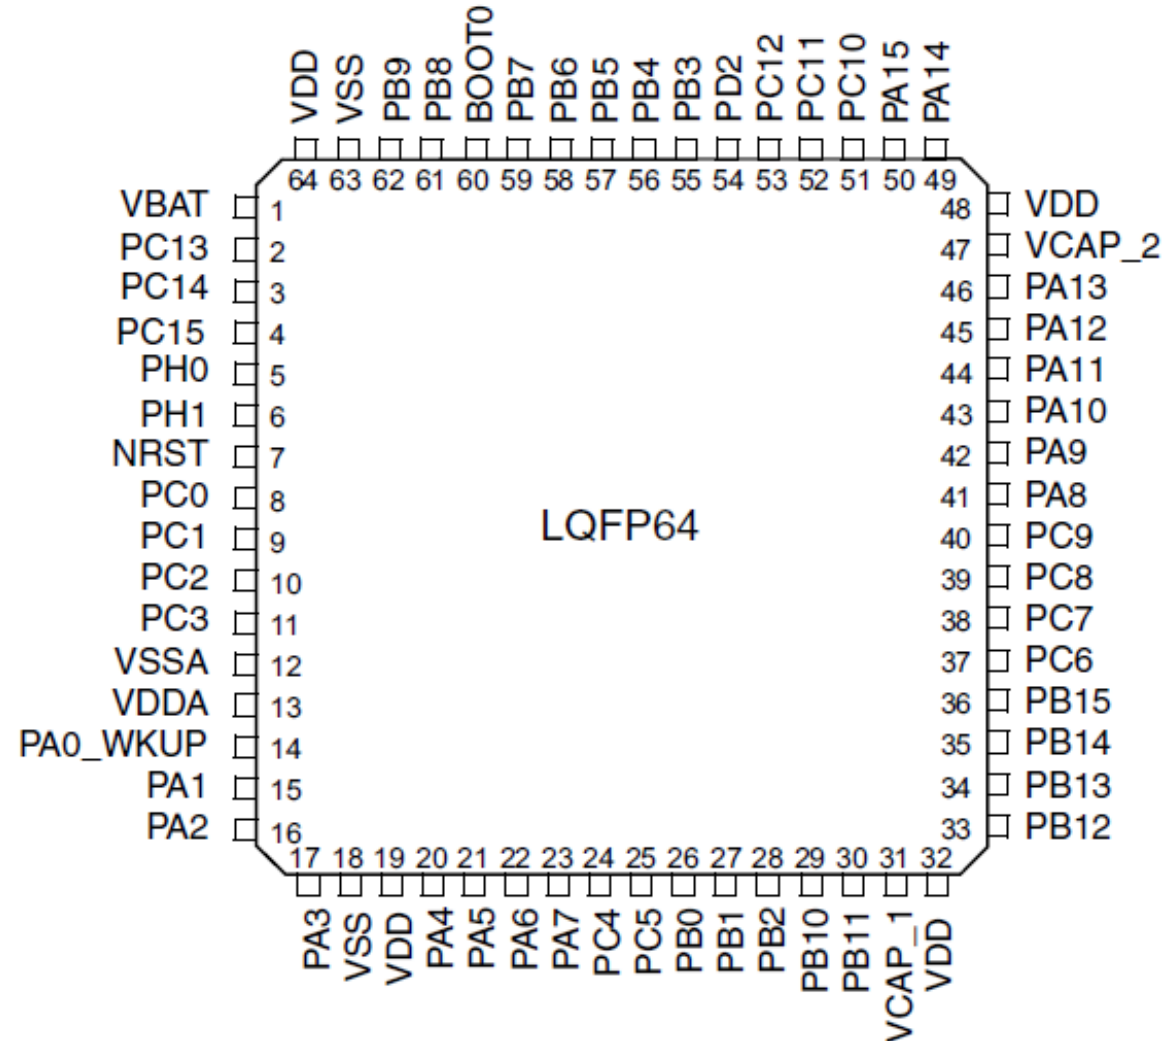 VDD VSS PB9 PB8 BOOT0 PB7 PB6 PB5 PB4 PB3 PD2 PC12 PC11 PC10 PA15 PA14
64 63 62 61 60 59 58 57 56 55 54 53 52 51 50 49
VBAT 1 48 VDD
PC13 2 47 VCAP_2
PC14 3 46 PA13
PC15 4 45 PA12
PH0 5 44 PA11
PH1 6 43 PA10
NRST 7 42 PA9
PC0 8 41 PA8
LQFP64
PC1 9 40 PC9
PC2 10 39 PC8
PC3 11 38 PC7
VSSA 12 37 PC6
VDDA 13 36 PB15
PA0_WKUP 14 35 PB14
PA1 15 34 PB13
PA2 16 33 PB12
17 18 19 20 21 22 23 24 25 26 27 28 29 30 31 32
PA3 VSS VDD PA4 PA5 PA6 PA7 PC4 PC5 PB0 PB1 PB2 PB10 PB11 VCAP_1 VDD